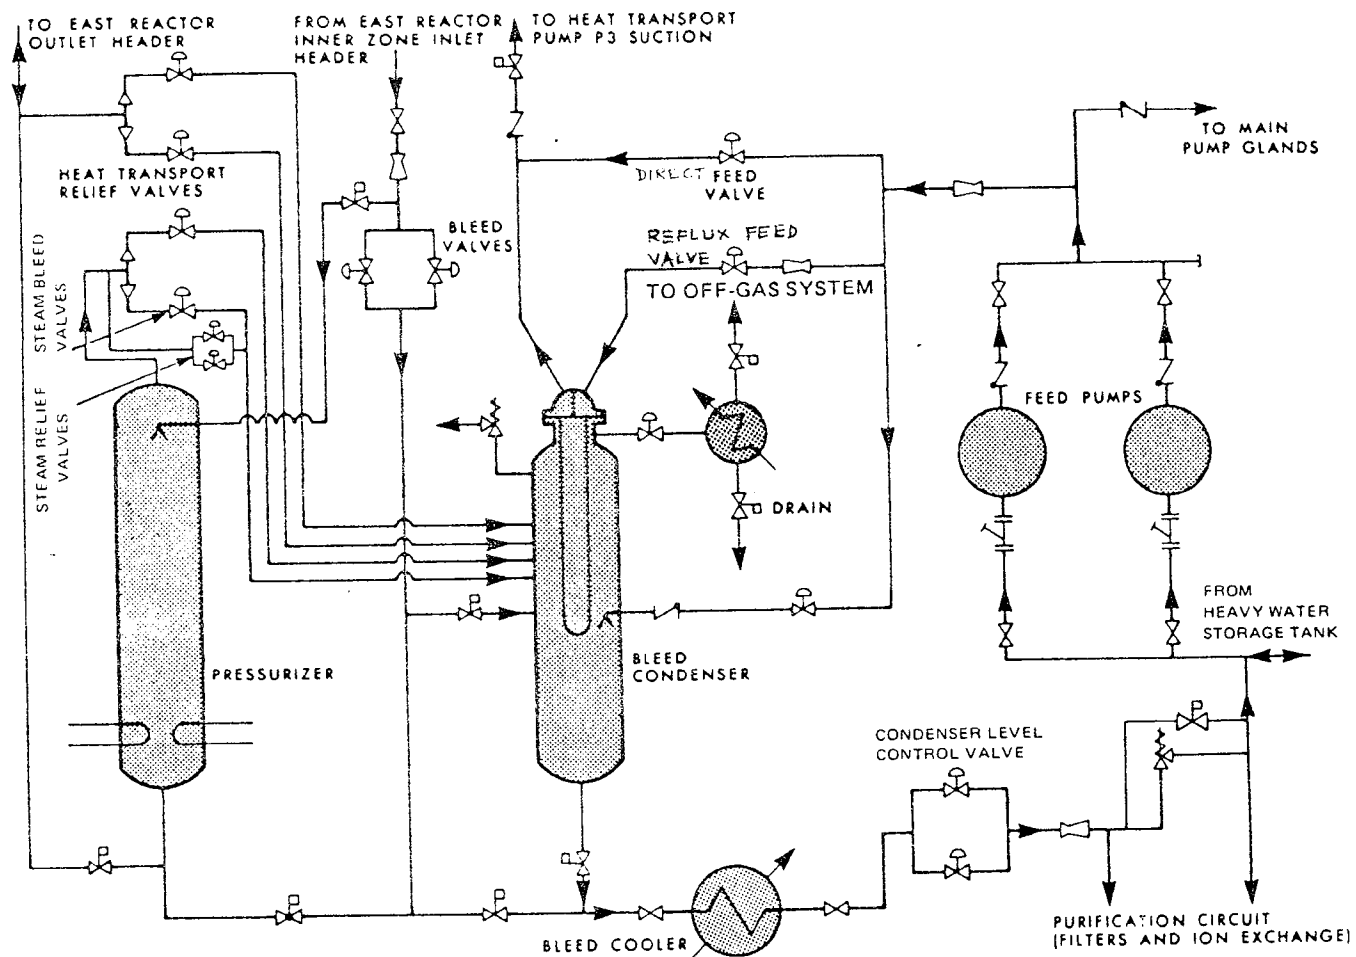 TO EAST REACTOR
OUTLET HEADER
FROM EAST REACTOR
INNER ZONE INLET
HEADER
TO HEAT TRANSPORT
PUMP P3 SUCTION
TO MAIN
PUMP GLANDS
HEAT TRANSPORT
RELIEF VALVES
DIRECT FEED
VALVE
BLEED
VALVES
REFLUX FEED
VALVE
TO OFF-GAS SYSTEM
STEAM BLEED
VALVES
STEAM RELIEF
VALVES
FEED PUMPS
DRAIN
FROM
HEAVY WATER
STORAGE TANK
PRESSURIZER
BLEED
CONDENSER
CONDENSER LEVEL
CONTROL VALVE
BLEED COOLER
PURIFICATION CIRCUIT
(FILTERS AND ION EXCHANGE)